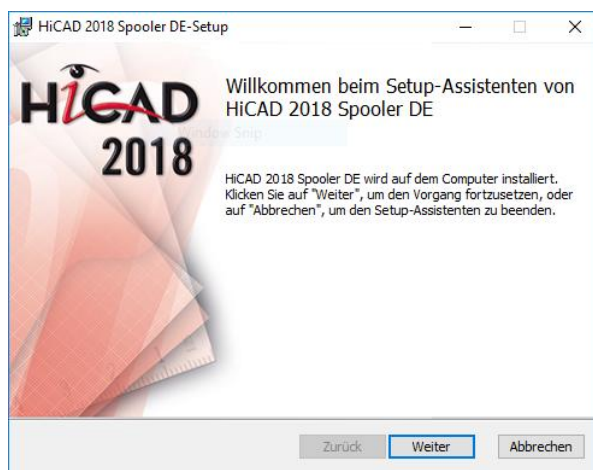 HiCAD 2018 Spooler DE-Setup
HiCAD
2018
Willkommen beim Setup-Assistenten von
HiCAD 2018 Spooler DE
Window Snip
HiCAD 2018 Spooler DE wird auf dem Computer installiert.
Klicken Sie auf "Weiter", um den Vorgang fortzusetzen, oder
auf "Abbrechen", um den Setup-Assistenten zu beenden.
Zurück
Weiter
Abbrechen